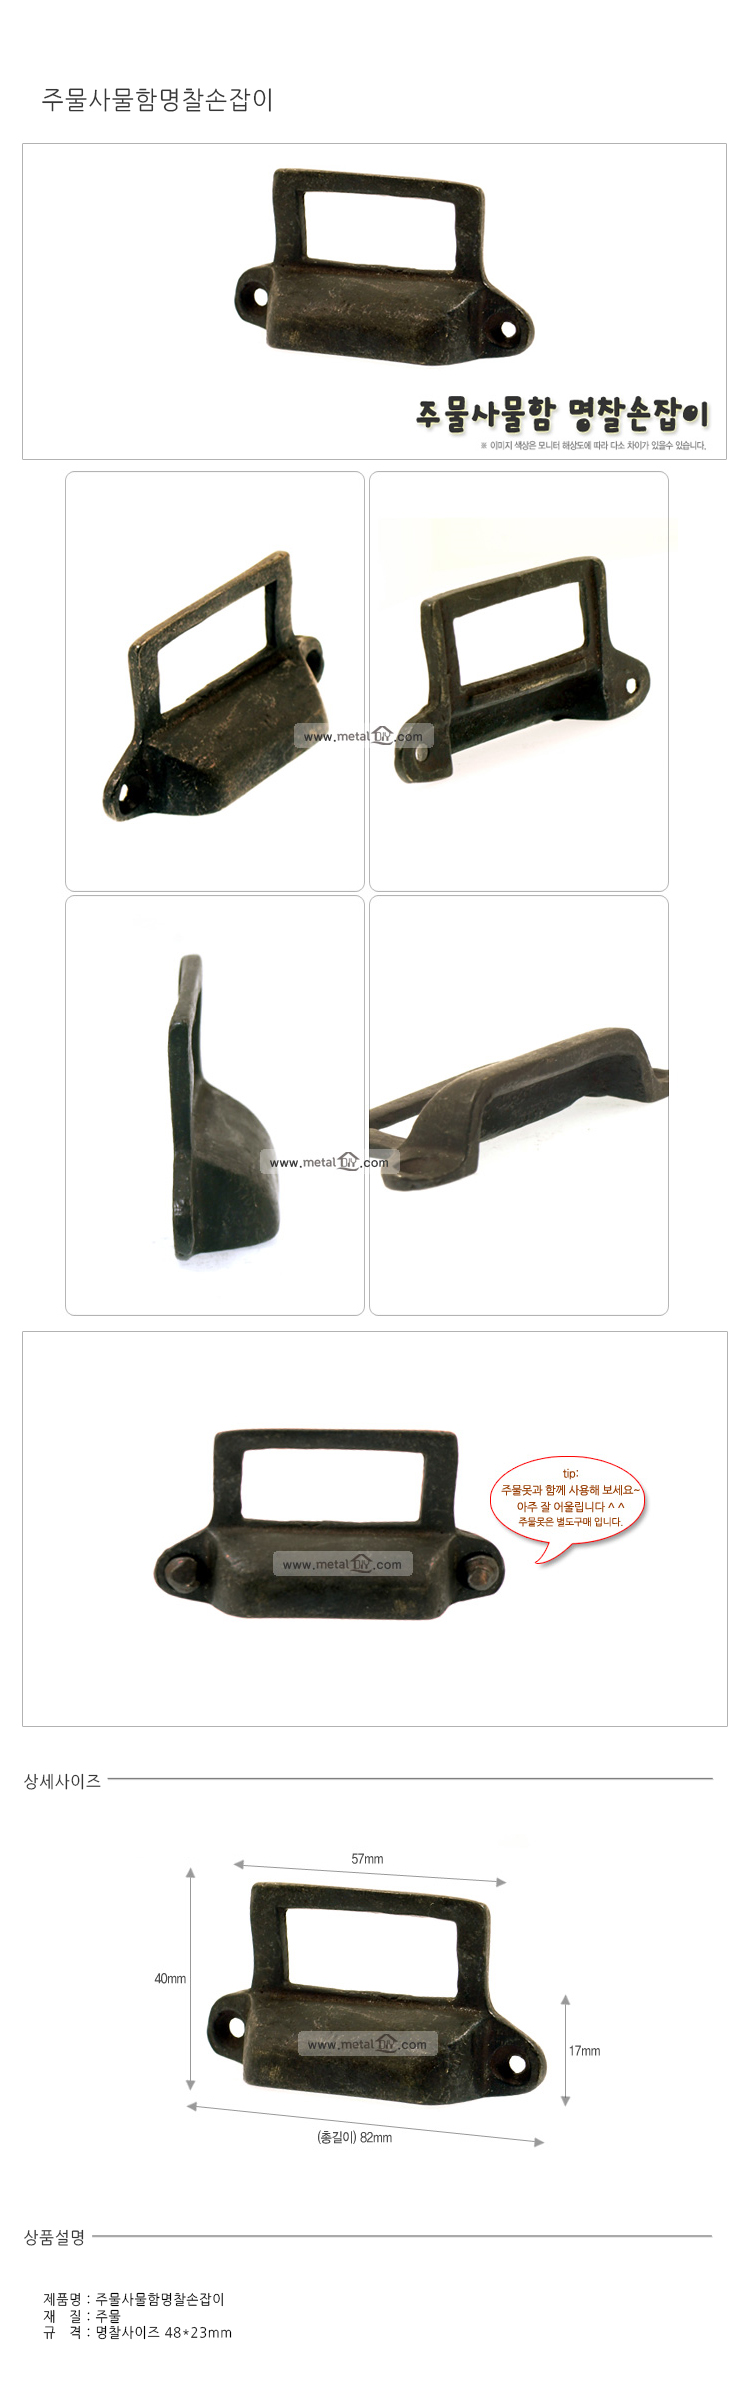 주물사물함명찰손잡이
주물사물함 명찰손잡이
※ 이미지 색상은 모니터 해상도에 따라 다소 차이가 있을수 있습니다.
www.metalDIY.com
www.metalDIY.com
tip:
주물못과 함께 사용해 보세요~
아주 잘 어울립니다 ^ ^
주물못은 별도구매 입니다.
www.metalDIY.com
상세사이즈
57mm
40mm
www.metalDIY.com
17mm
(총길이) 82mm
상품설명
제품명 : 주물사물함명찰손잡이
재 질 : 주물
규 격 : 명찰사이즈 48*23mm